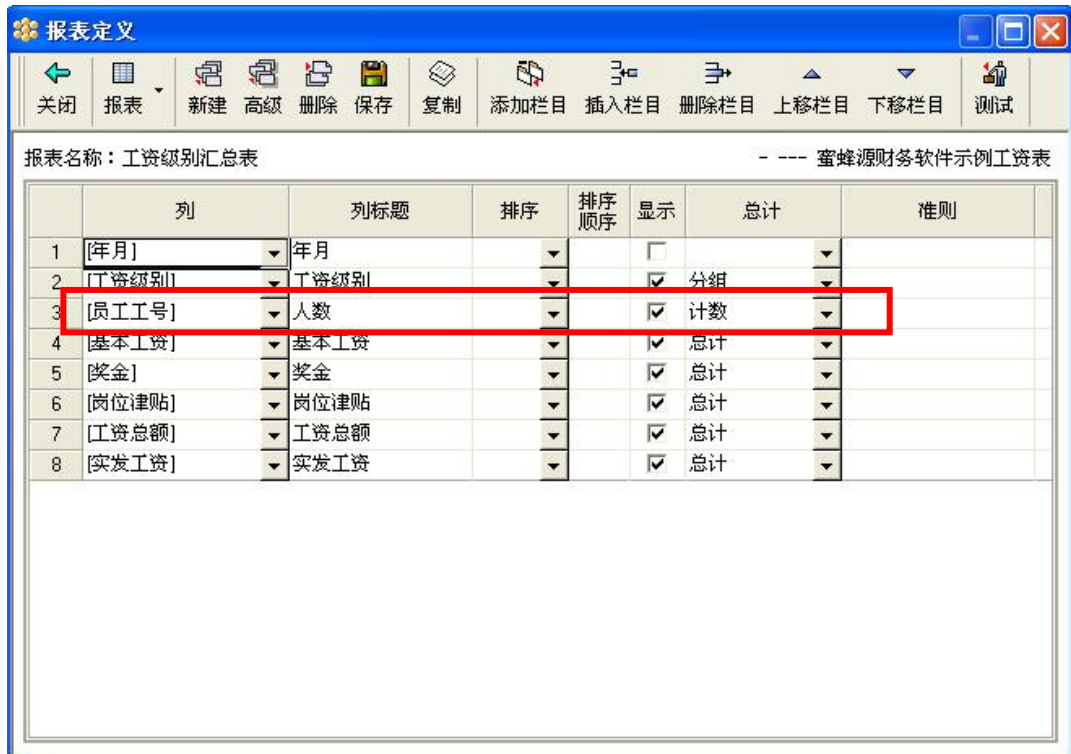 报表定义
关闭 报表 新建 高级 删除 保存 复制 添加栏目 插入栏目 删除栏目 上移栏目 下移栏目 测试
报表名称：工资级别汇总表 - --- 蜜蜂源财务软件示例工资表
列 列标题 排序 排序顺序 显示 总计 准则
1 [年月] 年月
2 [工资级别] 工资级别 分组
3 [员工工号] 人数 计数
4 [基本工资] 基本工资 总计
5 [奖金] 奖金 总计
6 [岗位津贴] 岗位津贴 总计
7 [工资总额] 工资总额 总计
8 [实发工资] 实发工资 总计